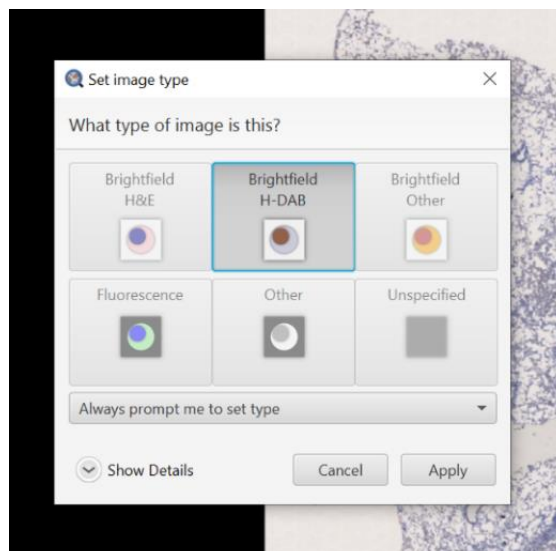 Set image type
What type of image is this?
Brightfield
H&E
Brightfield
H-DAB
Brightfield
Other
Fluorescence
Other
Unspecified
Always prompt me to set type
Show Details
Cancel
Apply